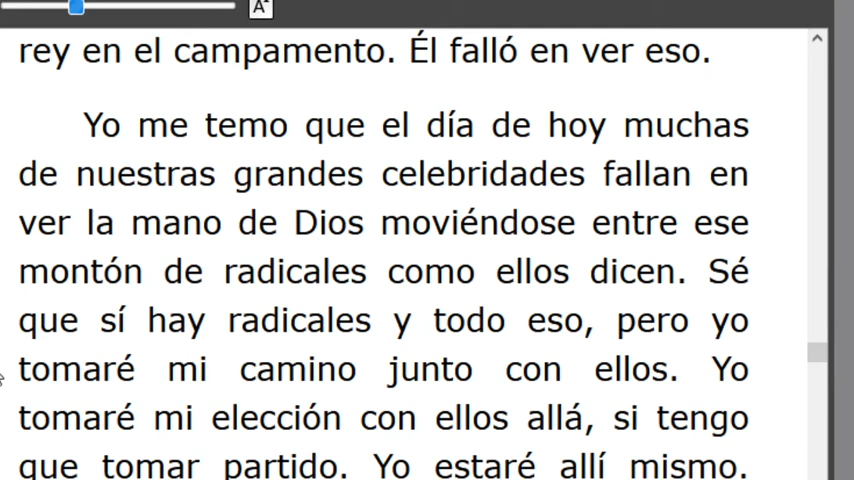 A
rey en el campamento. Él falló en ver eso.
Yo me temo que el día de hoy muchas
de nuestras grandes celebridades fallan en
ver la mano de Dios moviéndose entre ese
montón de radicales como ellos dicen. Sé
que sí hay radicales y todo eso, pero yo
tomaré mi camino junto con ellos. Yo
tomaré mi elección con ellos allá, si tengo
que tomar partido. Yo estaré allí mismo.